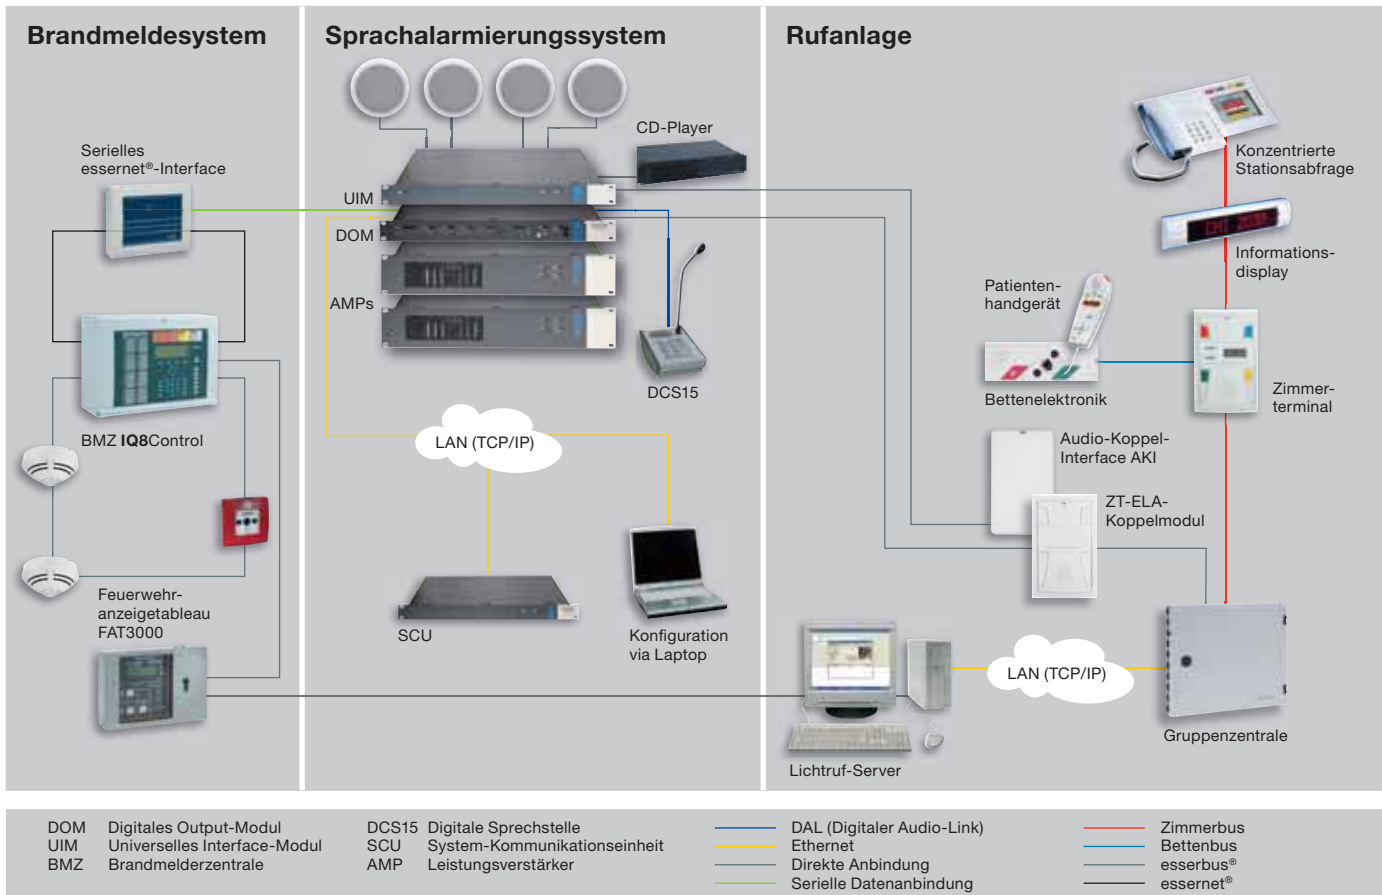 Brandmeldesystem
Sprachalarmierungssystem
Rufanlage
Serielles
essernet®-Interface
BMZ IQ8Control
Feuerwehr-
anzeigetableau
FAT3000
CD-Player
UIM
DOM
AMPs
DCS15
LAN (TCP/IP)
SCU
Konfiguration
via Laptop
Konzentrierte
Stationsabfrage
Informations-
display
Patienten-
handgerät
Bettenelektronik
Zimmer-
terminal
Audio-Koppel-
Interface AKI
ZT-ELA-
Koppelmodul
LAN (TCP/IP)
Lichtruf-Server
Gruppenzentrale
DOM Digitales Output-Modul
UIM Universelles Interface-Modul
BMZ Brandmelderzentrale
DCS15 Digitale Sprechstelle
SCU System-Kommunikationseinheit
AMP Leistungsverstärker
DAL (Digitaler Audio-Link)
Ethernet
Direkte Anbindung
Serielle Datenanbindung
Zimmerbus
Bettenbus
esserbus®
essernet®